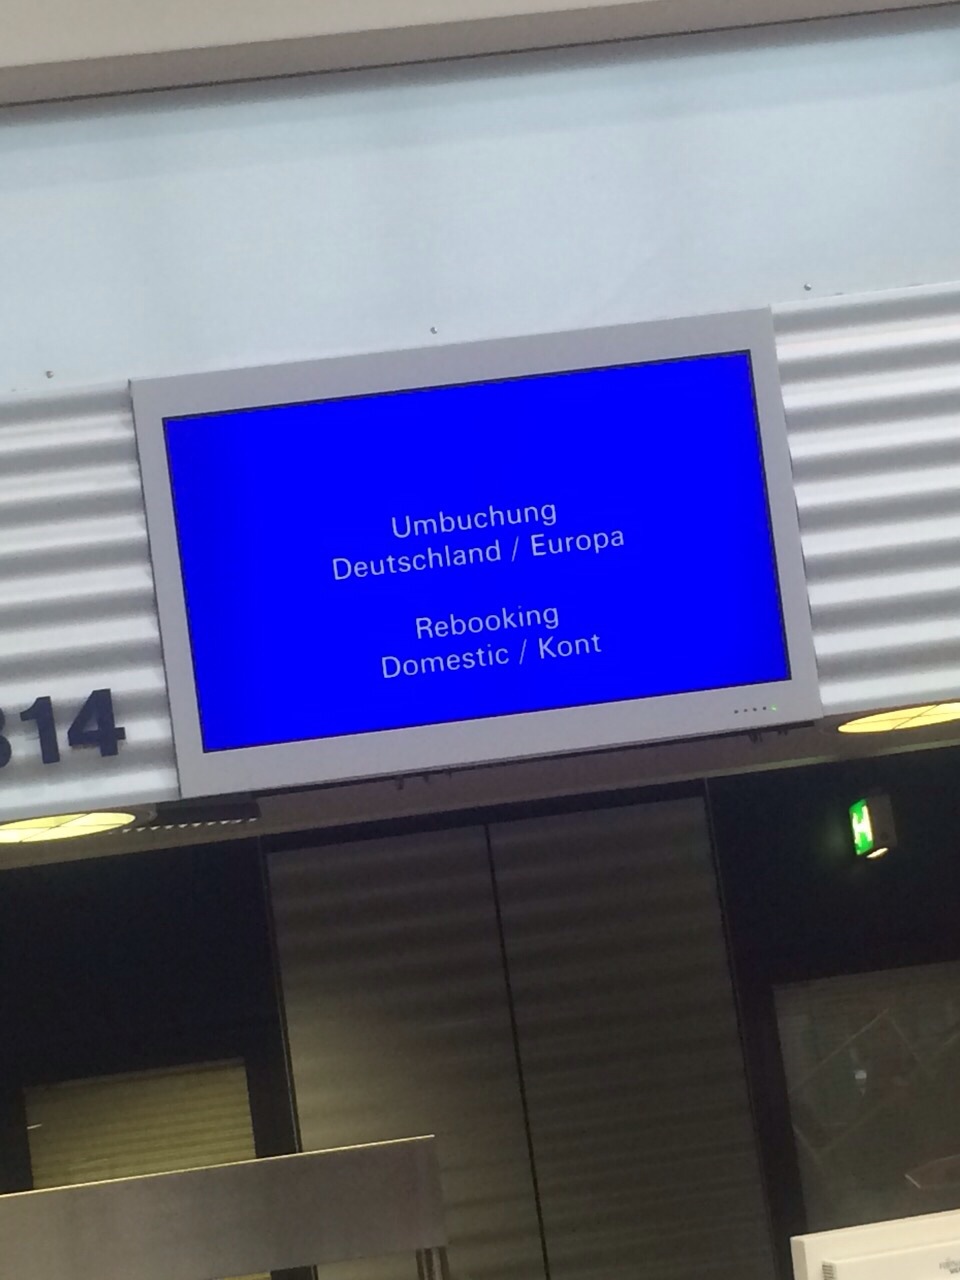 Umbuchung
Deutschland / Europa
Rebooking
Domestic / Kont
314